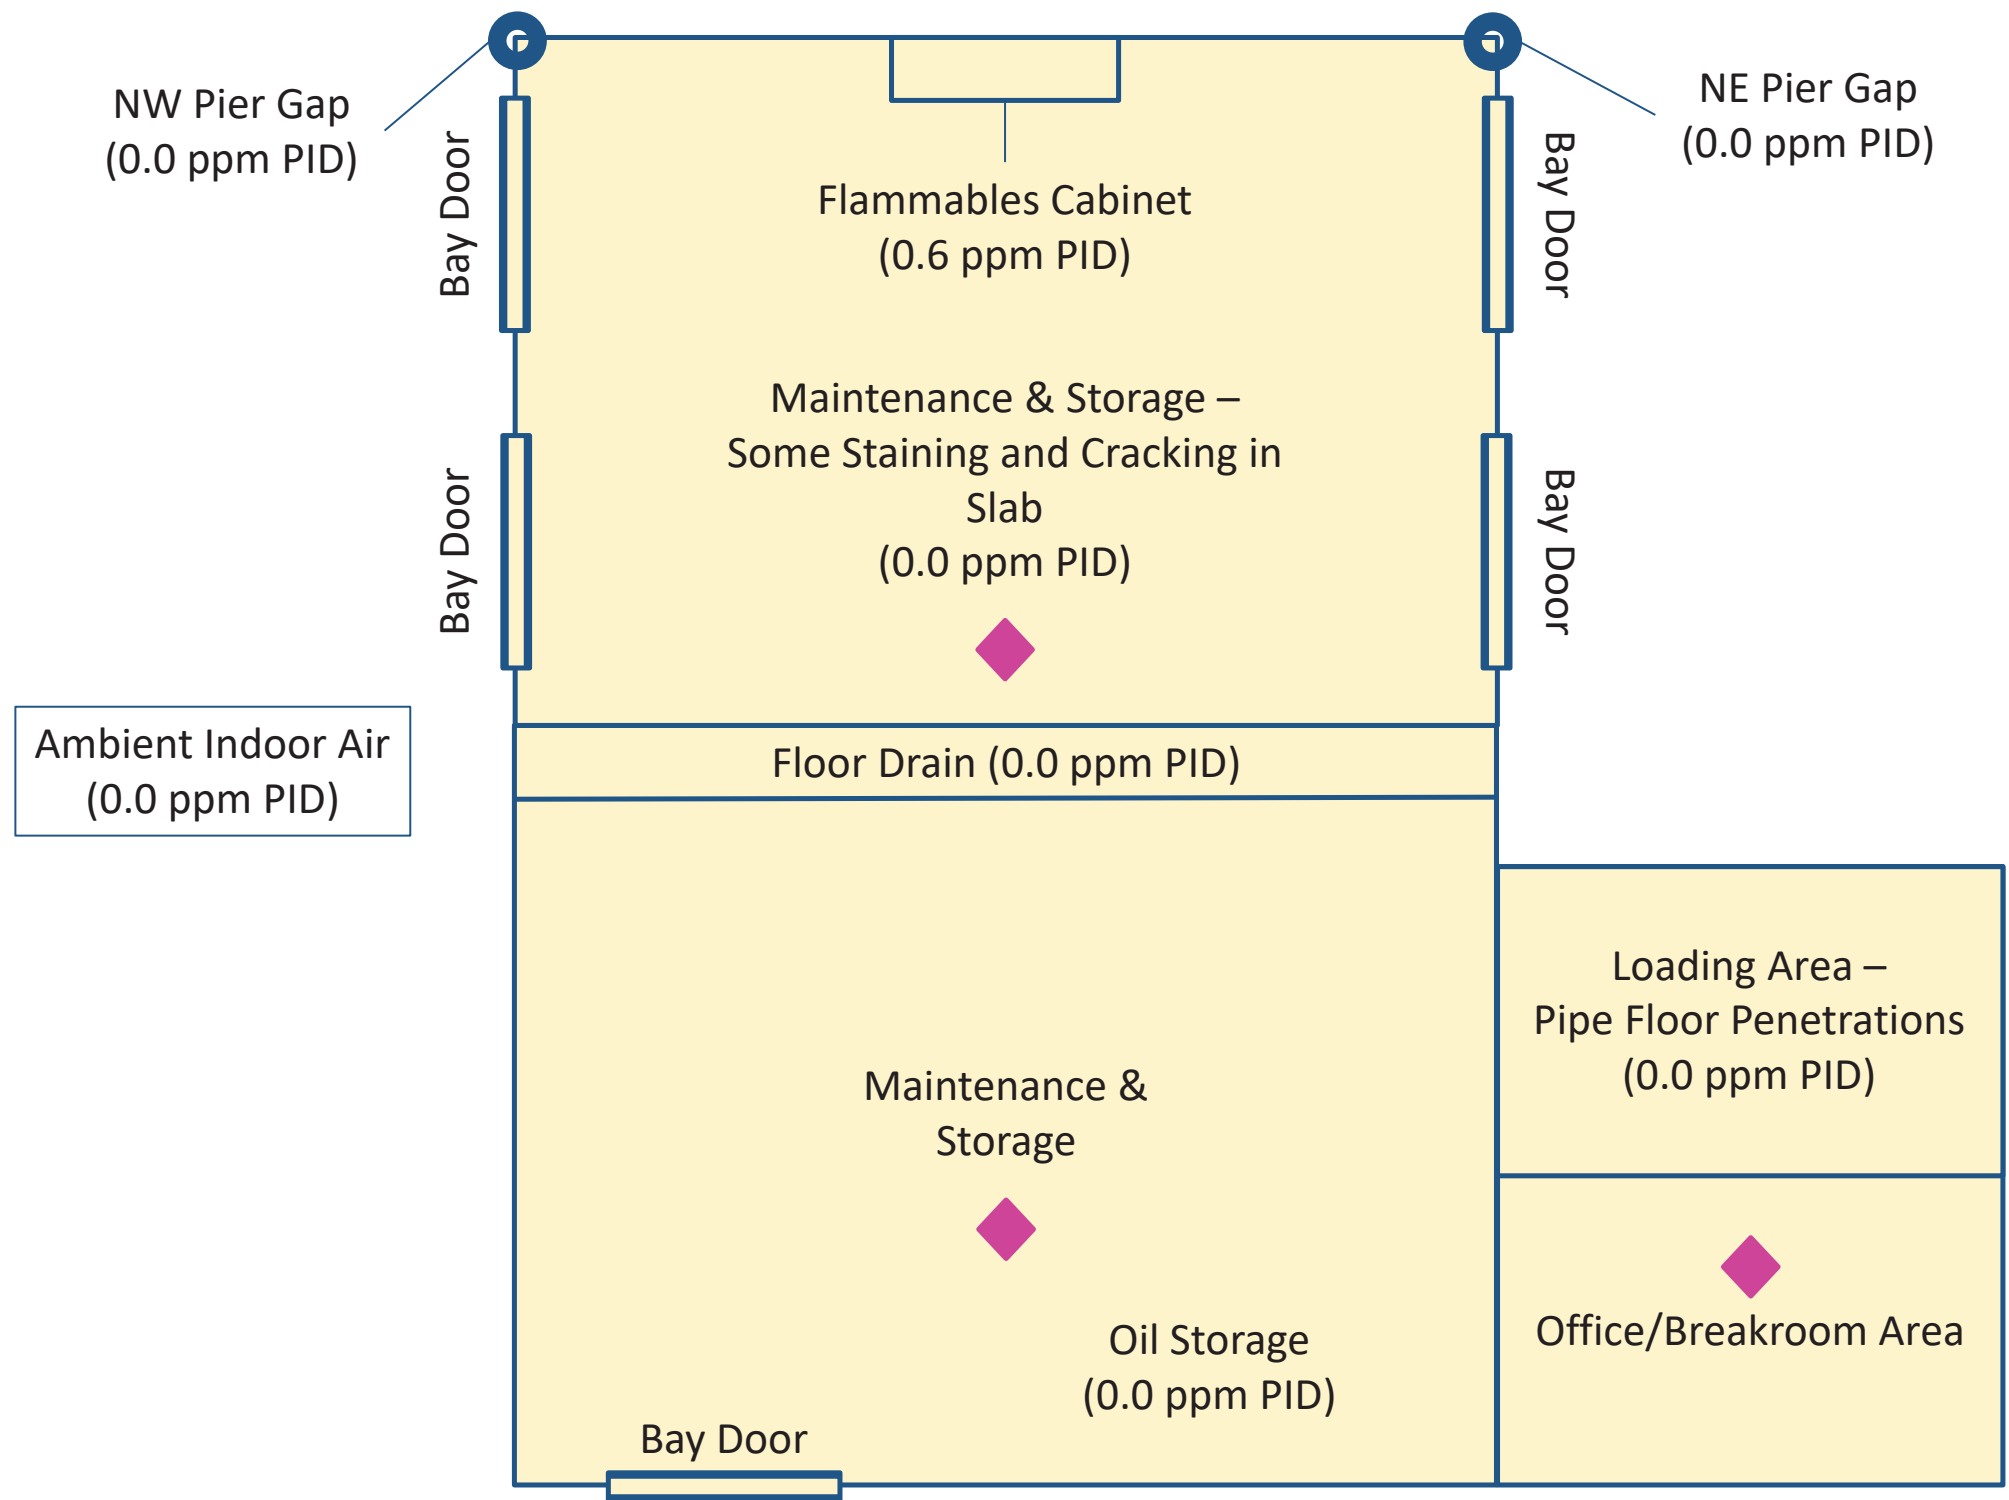 NW Pier Gap
(0.0 ppm PID)
NE Pier Gap
(0.0 ppm PID)
Bay Door
Bay Door
Flammables Cabinet
(0.6 ppm PID)
Maintenance & Storage –
Some Staining and Cracking in
Slab
(0.0 ppm PID)
Bay Door
Bay Door
Ambient Indoor Air
(0.0 ppm PID)
Floor Drain (0.0 ppm PID)
Loading Area –
Pipe Floor Penetrations
(0.0 ppm PID)
Maintenance &
Storage
Office/Breakroom Area
Oil Storage
(0.0 ppm PID)
Bay Door